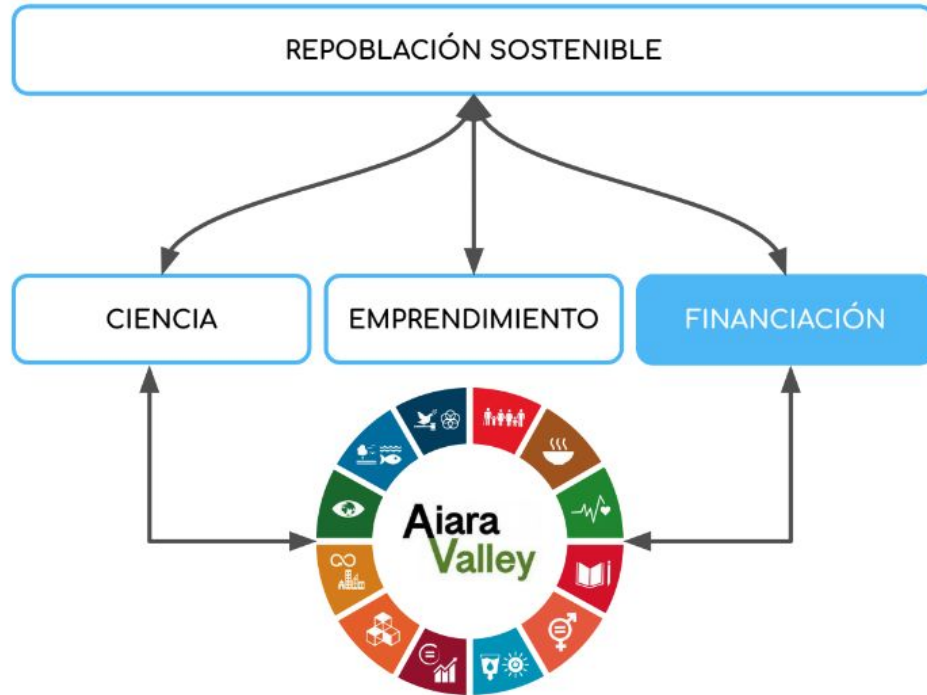 REPOBLACIÓN SOSTENIBLE
CIENCIA
EMPRENDIMIENTO
FINANCIACIÓN
Aiara
Valley